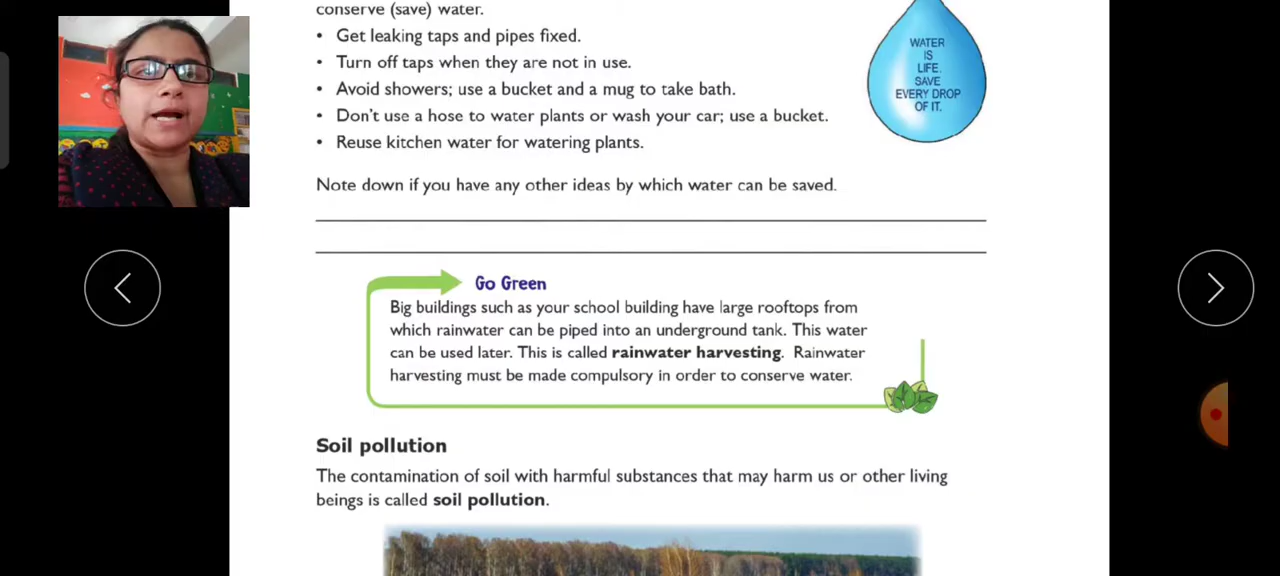 conserve (save) water.
• Get leaking taps and pipes fixed.
• Turn off taps when they are not in use.
• Avoid showers; use a bucket and a mug to take bath.
• Don't use a hose to water plants or wash your car; use a bucket.
• Reuse kitchen water for watering plants.
WATER
IS
LIFE.
SAVE
EVERY DROP
OF IT.
Note down if you have any other ideas by which water can be saved.
Go Green
Big buildings such as your school building have large rooftops from
which rainwater can be piped into an underground tank. This water
can be used later. This is called rainwater harvesting. Rainwater
harvesting must be made compulsory in order to conserve water.
Soil pollution
The contamination of soil with harmful substances that may harm us or other living
beings is called soil pollution.